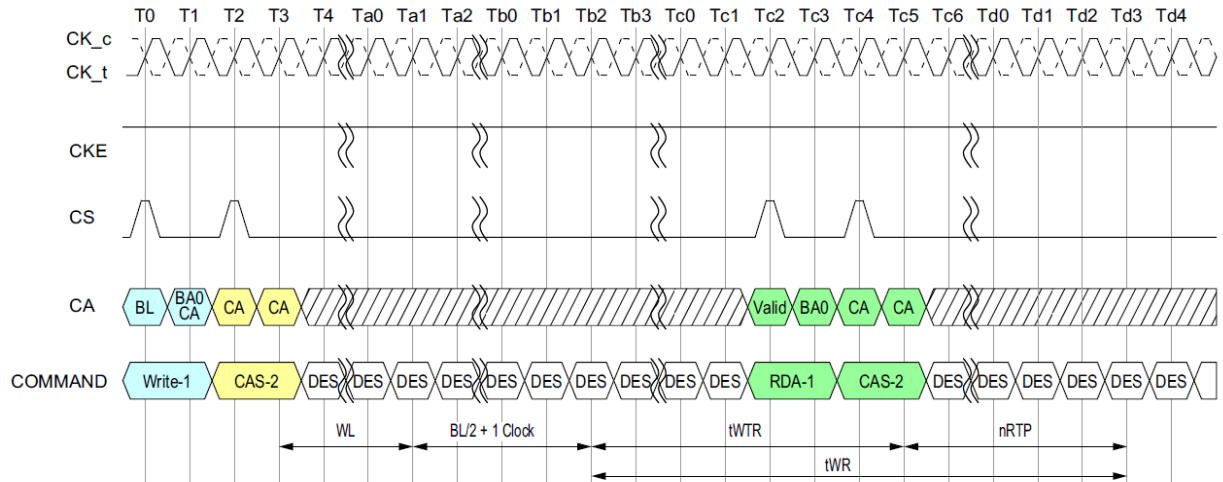 T0 T1 T2 T3 T4 Ta0 Ta1 Ta2 Tb0 Tb1 Tb2 Tb3 Tc0 Tc1 Tc2 Tc3 Tc4 Tc5 Tc6 Td0 Td1 Td2 Td3 Td4
CK_c
CK_t
CKE
CS
CA BL BA0 CA CA CA Valid BA0 CA CA
COMMAND Write-1 CAS-2 DES DES DES DES DES DES DES DES DES DES RDA-1 CAS-2 DES DES DES DES DES DES
WL BL/2 + 1 Clock tWTR nRTP
tWR